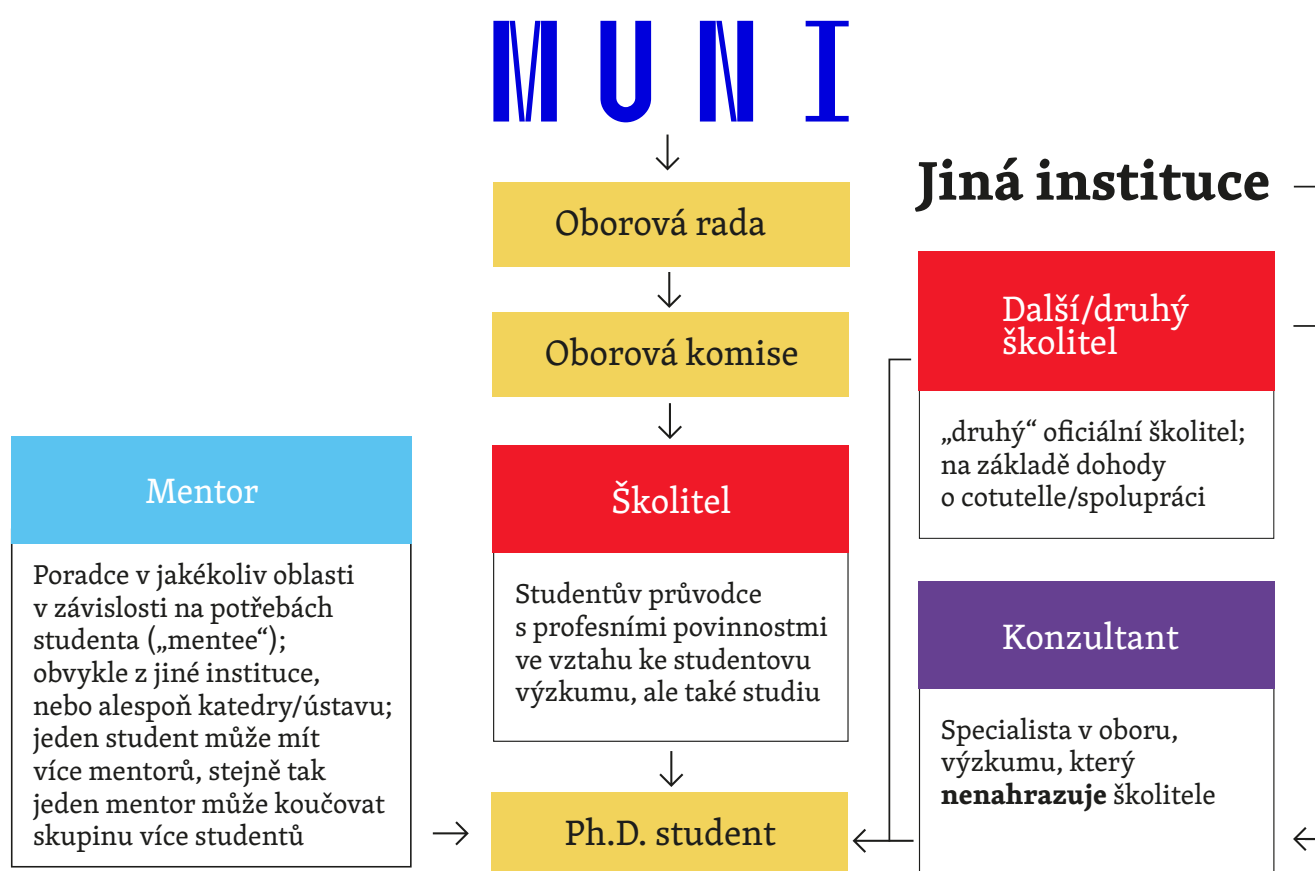 MUNI
Oborová rada
Oborová komise
Mentor
Poradce v jakékoliv oblasti
v závislosti na potřebách
studenta („mentee“);
obvykle z jiné instituce,
nebo alespoň katedry/ústavu;
jeden student může mít
více mentorů, stejně tak
jeden mentor může koučovat
skupinu více studentů
Školitel
Studentův průvodce
s profesními povinnostmi
ve vztahu ke studentovu
výzkumu, ale také studiu
Ph.D. student
Jiná instituce
Další/druhý
školitel
„druhý“ oficiální školitel;
na základě dohody
o cotutelle/spolupráci
Konzultant
Specialista v oboru,
výzkumu, který
nenahrazuje školitele